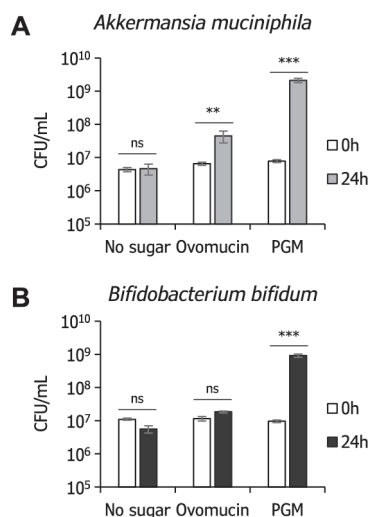 A
Akkermansia muciniphila
CFU/mL
10¹⁰
10⁹
10⁸
10⁷
10⁶
10⁵
ns
**
***
0h
24h
No sugar Ovomucin PGM
B
Bifidobacterium bifidum
CFU/mL
10¹⁰
10⁹
10⁸
10⁷
10⁶
10⁵
ns
ns
***
0h
24h
No sugar Ovomucin PGM